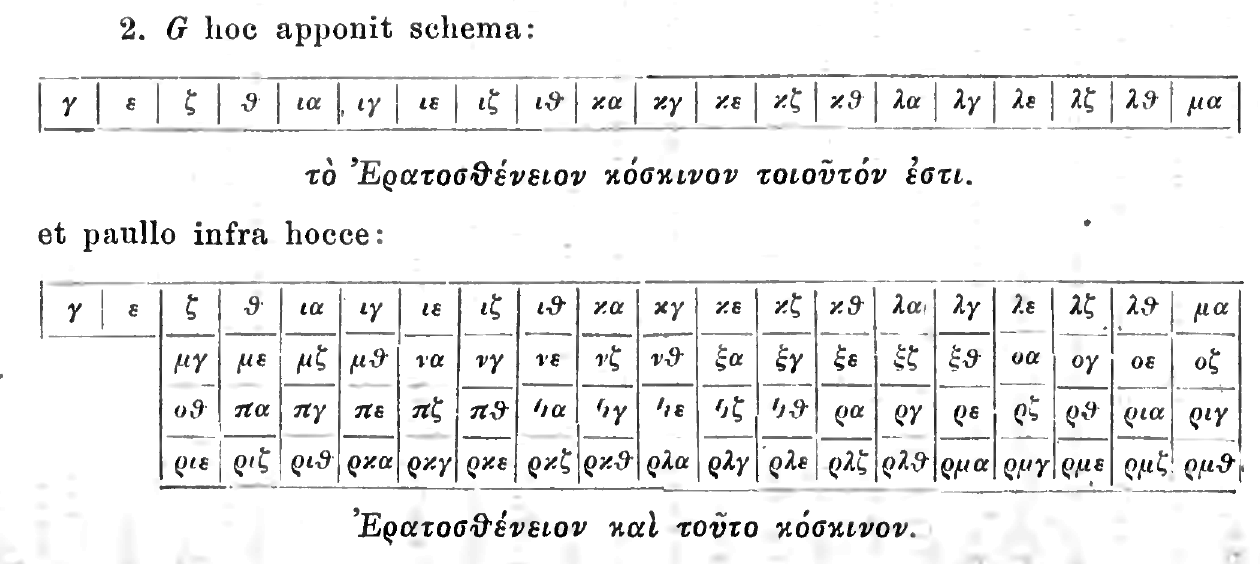 2. G hoc apponit schema:
γ ε ζ ϑ ια ιγ ιε ιζ ιϑ κα κγ κε κζ κϑ λα λγ λε λζ λϑ μα
τὸ Ἐρατοσϑένειον κόσκινον τοιοῦτόν ἐστι.
et paullo infra hocce:
γ ε ζ ϑ ια ιγ ιε ιζ ιϑ κα κγ κε κζ κϑ λα λγ λε λζ λϑ μα
μγ με μζ μϑ να νγ νε νζ νϑ ξα ξγ ξε ξζ ξϑ οα ογ οε οζ
οϑ πα πγ πε πζ πϑ ϟα ϟγ ϟε ϟζ ϟϑ ρα ργ ρε ρζ ρϑ ρια ριγ
ριε ριζ ριϑ ρκα ρκγ ρκε ρκζ ρκϑ ρλα ρλγ ρλε ρλζ ρλϑ ρμα ρμγ ρμε ρμζ ρμϑ
Ἐρατοσϑένειον καὶ τοῦτο κόσκινον.